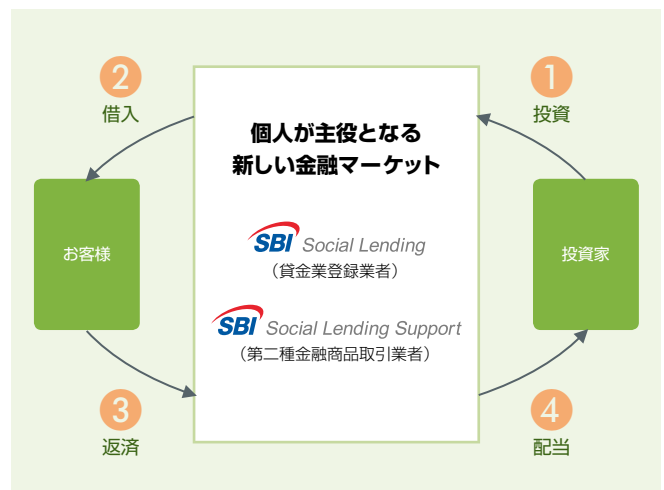 2
借入
1
投資
個人が主役となる
新しい金融マーケット
お客様
SBI Social Lending
（貸金業登録業者）
SBI Social Lending Support
（第二種金融商品取引業者）
投資家
3
返済
4
配当